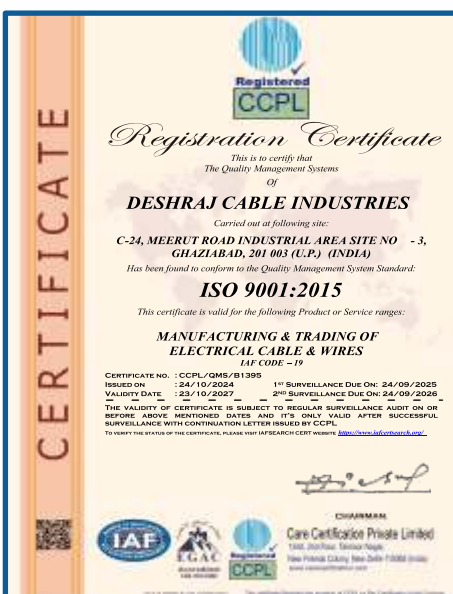 CERTIFICATE
Registered
CCPL
Registration Certificate
This is to certify that
The Quality Management Systems
Of
DESHRAJ CABLE INDUSTRIES
Carried out at following site:
C-24, MEERUT ROAD INDUSTRIAL AREA SITE NO - 3,
GHAZIABAD, 201 003 (U.P.) (INDIA)
Has been found to conform to the Quality Management System Standard:
ISO 9001:2015
This certificate is valid for the following Product or Service ranges:
MANUFACTURING & TRADING OF
ELECTRICAL CABLE & WIRES
IAF CODE – 19
CERTIFICATE NO. : CCPL/QMS/B1395
ISSUED ON : 24/10/2024 1ST SURVEILLANCE DUE ON: 24/09/2025
VALIDITY DATE : 23/10/2027 2ND SURVEILLANCE DUE ON: 24/09/2026
THE VALIDITY OF CERTIFICATE IS SUBJECT TO REGULAR SURVEILLANCE AUDIT ON OR
BEFORE ABOVE MENTIONED DATES AND IT'S ONLY VALID AFTER SUCCESSFUL
SURVEILLANCE WITH CONTINUATION LETTER ISSUED BY CCPL
TO VERIFY THE STATUS OF THE CERTIFICATE, PLEASE VISIT IAFSEARCH CERT WEBSITE https://www.iafcertsearch.org/
CHAIRMAN
IAF
EGAC
Registered
CCPL
Care Certification Private Limited